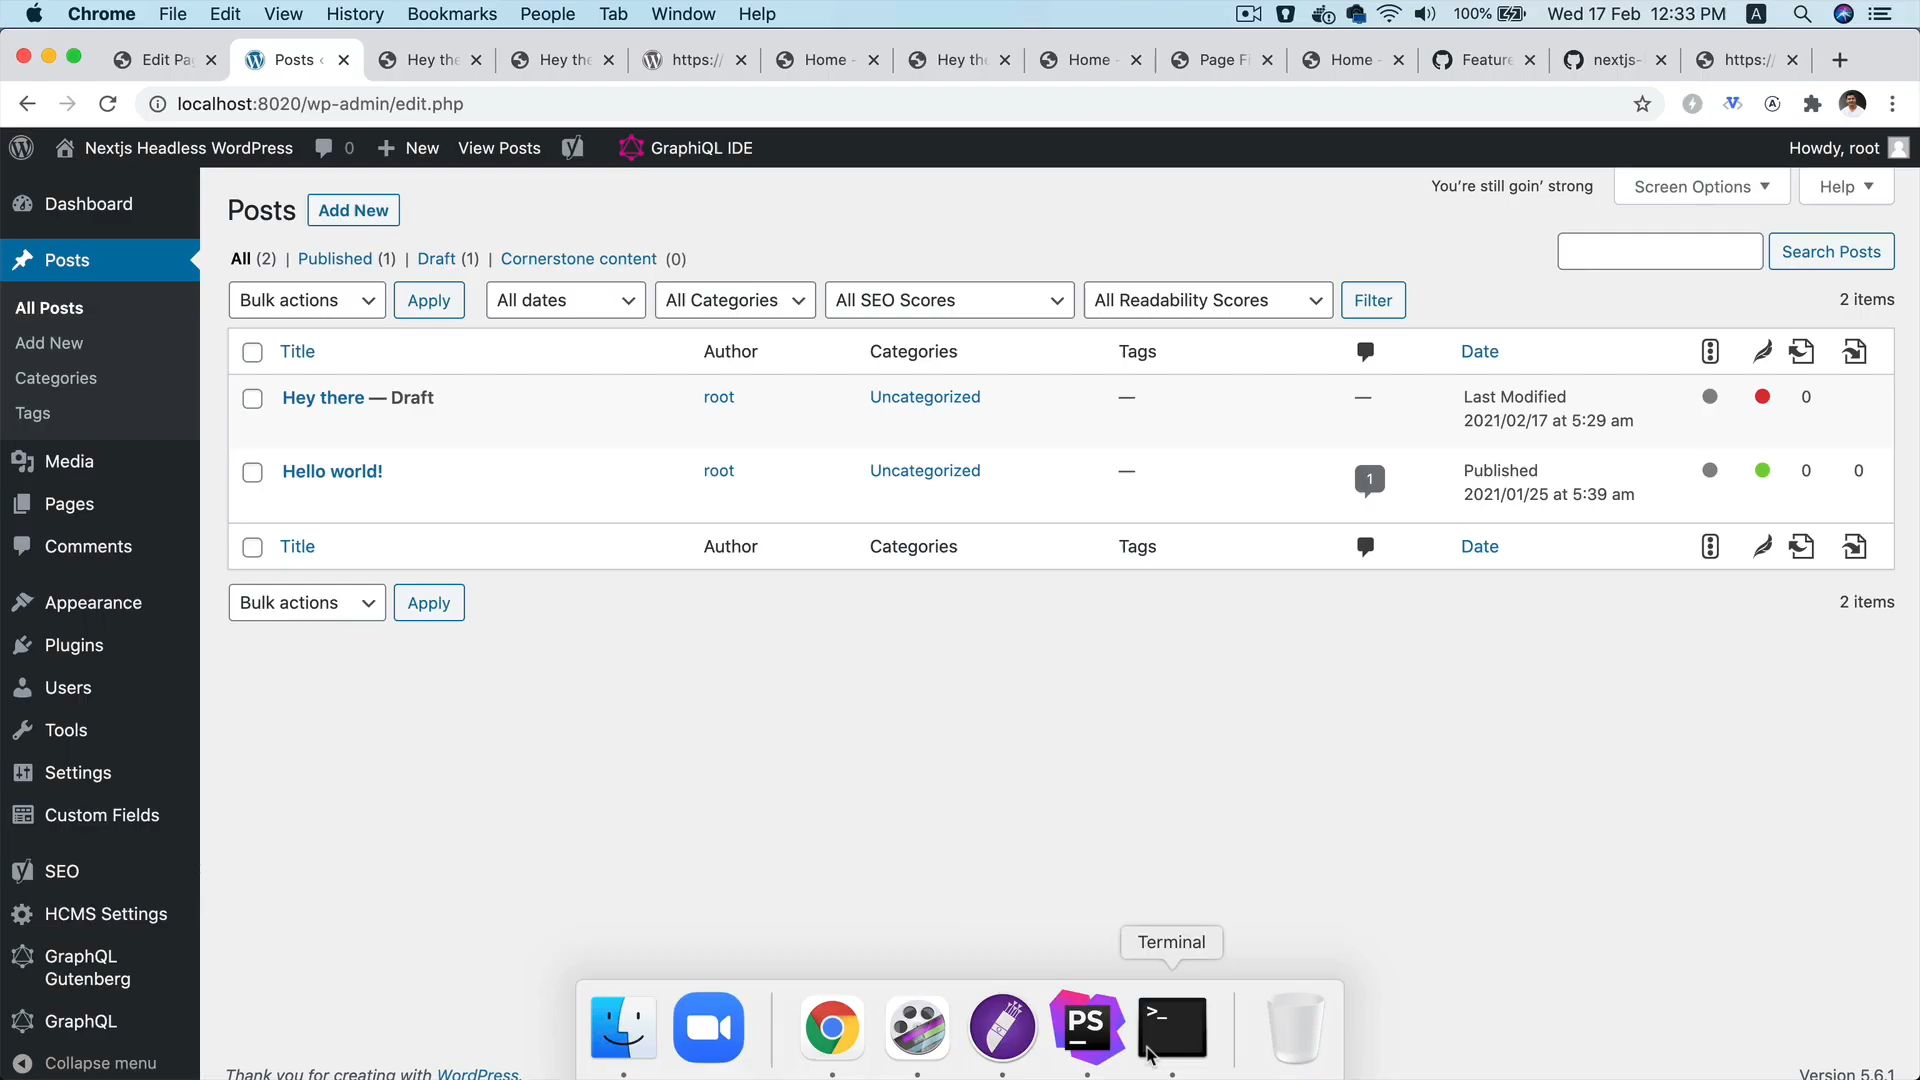 Chrome File Edit View History Bookmarks People Tab Window Help 100% Wed 17 Feb 12:33 PM A
Edit Pa Posts ‹ Hey the Hey the https:/ Home - Hey the Home - Page Fi Home - Feature nextjs- https:/
localhost:8020/wp-admin/edit.php
Nextjs Headless WordPress 0 New View Posts GraphiQL IDE Howdy, root
Dashboard
Posts
All Posts
Add New
Categories
Tags
Media
Pages
Comments
Appearance
Plugins
Users
Tools
Settings
Custom Fields
SEO
HCMS Settings
GraphQL
Gutenberg
GraphQL
Collapse menu
You're still goin' strong Screen Options Help
Posts Add New
All (2) | Published (1) | Draft (1) | Cornerstone content (0)
Search Posts
Bulk actions Apply All dates All Categories All SEO Scores All Readability Scores Filter 2 items
Title Author Categories Tags Date
Hey there — Draft root Uncategorized — — Last Modified 0
2021/02/17 at 5:29 am
Hello world! root Uncategorized — 1 Published 0 0
2021/01/25 at 5:39 am
Title Author Categories Tags Date
Bulk actions Apply 2 items
Terminal
PS
>_
Thank you for creating with WordPress. Version 5.6.1